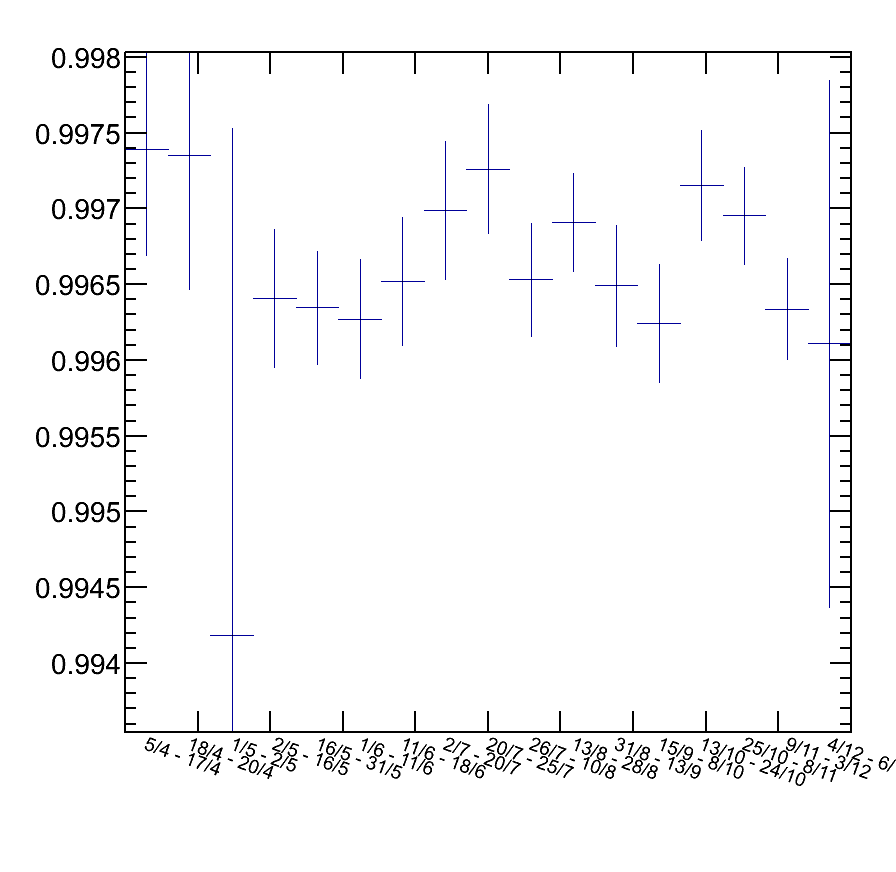 0.998
0.9975
0.997
0.9965
0.996
0.9955
0.995
0.9945
0.994
5/4 - 17/4
18/4 - 20/4
1/5 - 2/5
2/5 - 16/5
16/5 - 31/5
1/6 - 11/6
11/6 - 18/6
2/7 - 20/7
20/7 - 25/7
26/7 - 10/8
13/8 - 28/8
31/8 - 13/9
15/9 - 8/10
13/10 - 24/10
25/10 - 8/11
9/11 - 3/12
4/12 - 6/